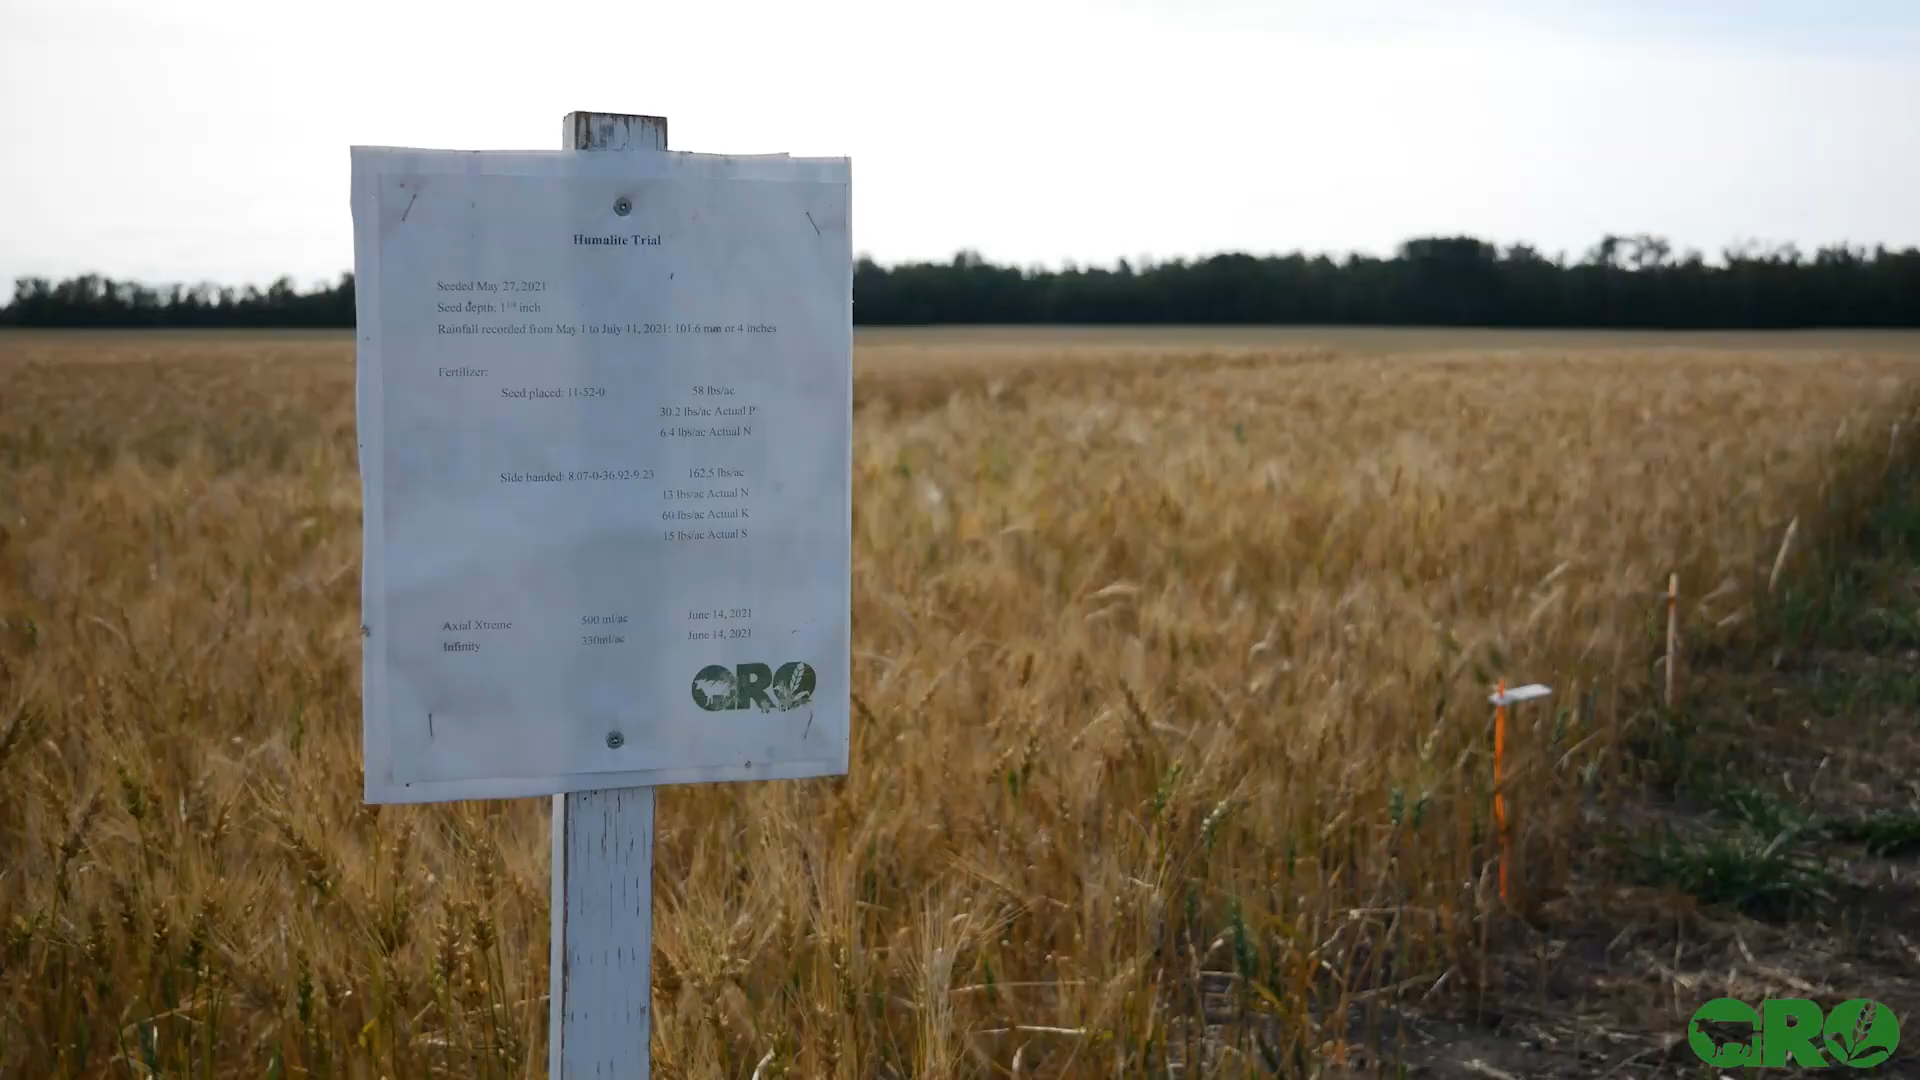 Humalite Trial
Seeded May 27, 2021
Seed depth: 1 1/4 inch
Rainfall recorded from May 1 to July 11, 2021: 101.6 mm or 4 inches
Fertilizer:
Seed placed: 11-52-0 58 lbs/ac
30.2 lbs/ac Actual P
6.4 lbs/ac Actual N
Side banded: 8.07-0-36.92-9.23 162.5 lbs/ac
13 lbs/ac Actual N
60 lbs/ac Actual K
15 lbs/ac Actual S
Axial Xtreme 500 ml/ac June 14, 2021
Infinity 330ml/ac June 14, 2021
GRO
GRO